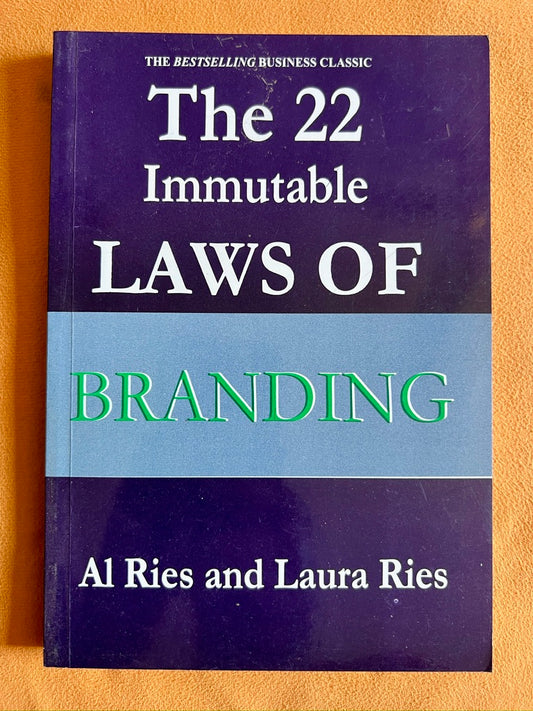 THE BESTSELLING BUSINESS CLASSIC
The 22
Immutable
LAWS OF
BRANDING
Al Ries and Laura Ries